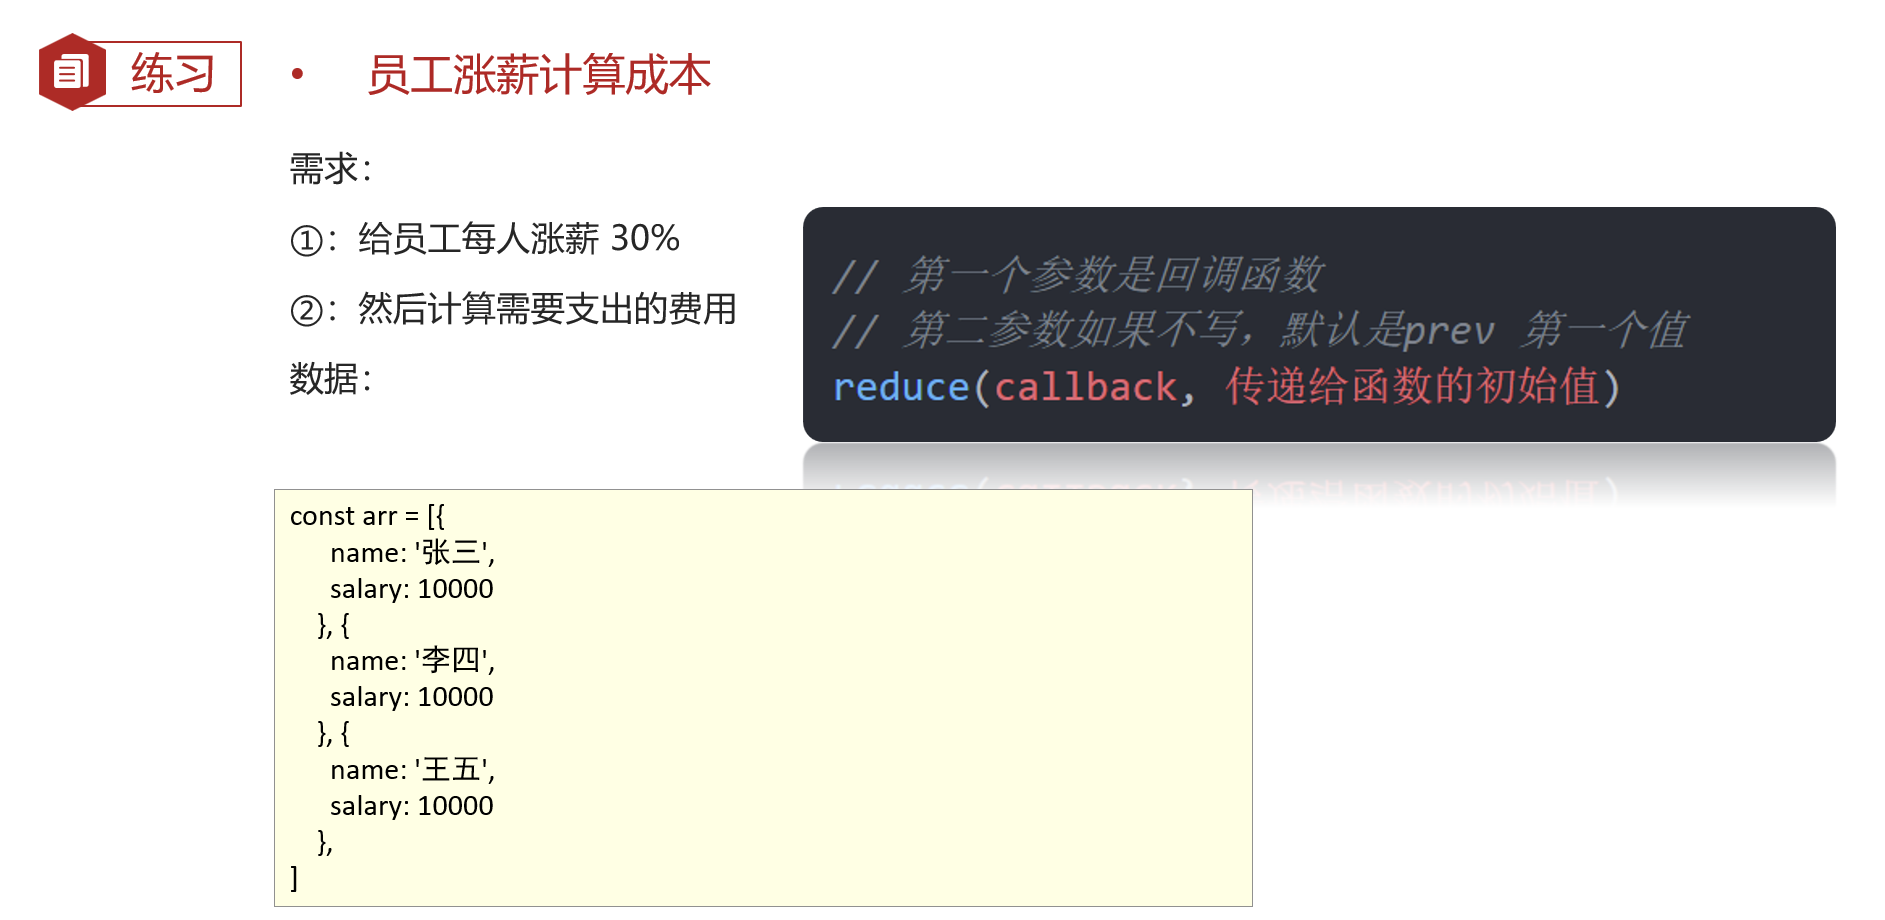 练习
• 员工涨薪计算成本
需求：
①：给员工每人涨薪 30%
②：然后计算需要支出的费用
数据：
// 第一个参数是回调函数
// 第二参数如果不写，默认是prev 第一个值
reduce(callback, 传递给函数的初始值)
const arr = [{
name: '张三',
salary: 10000
}, {
name: '李四',
salary: 10000
}, {
name: '王五',
salary: 10000
},
]